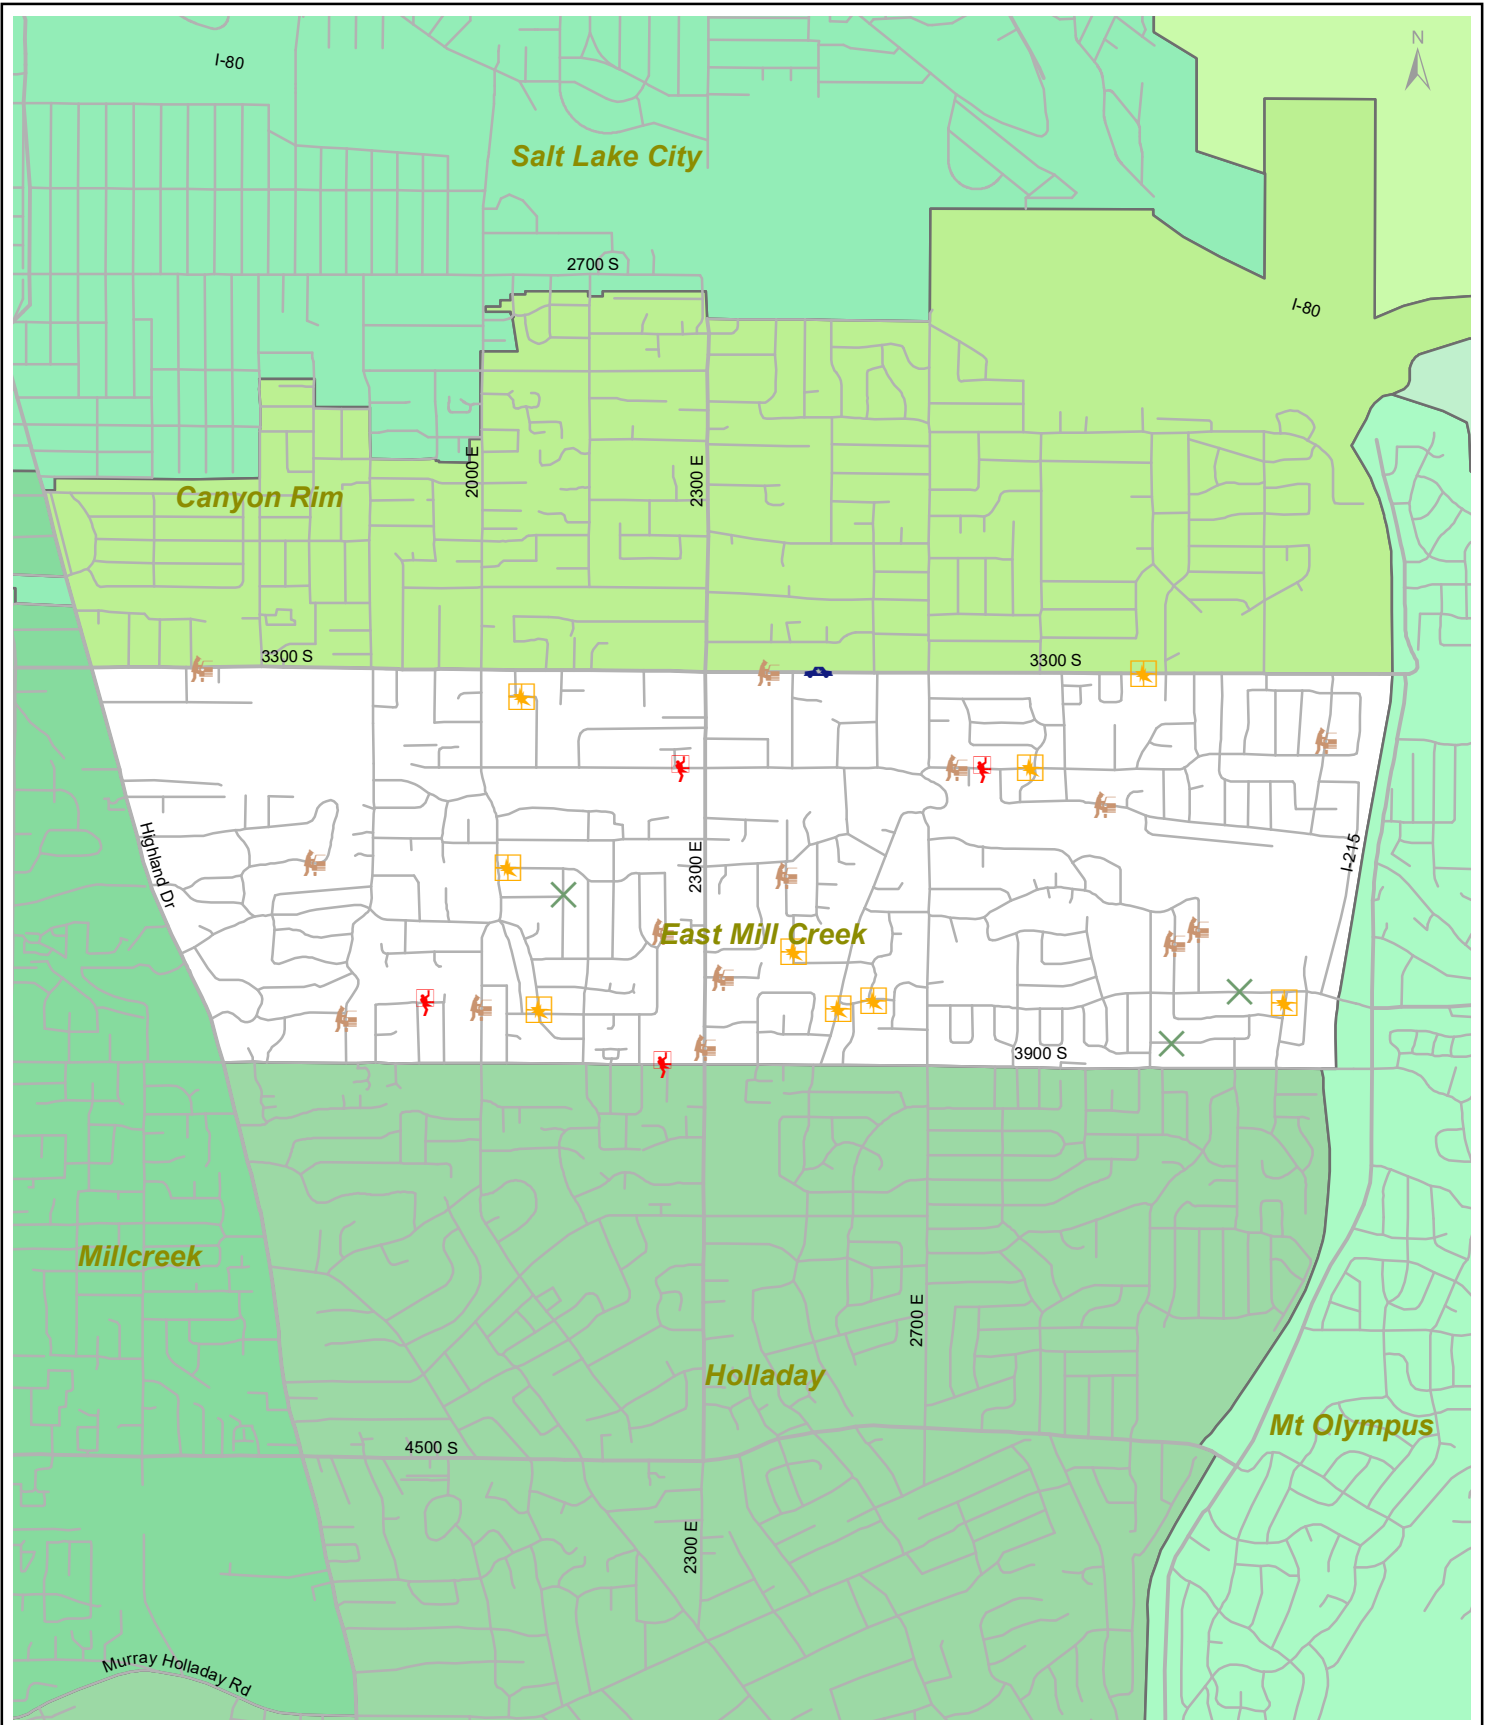 N
I-80
Salt Lake City
2700 S
I-80
2000 E
2300 E
Canyon Rim
3300 S
3300 S
Highland Dr
2300 E
I-215
East Mill Creek
3900 S
Millcreek
2700 E
Holladay
Mt Olympus
4500 S
2300 E
Murray Holladay Rd